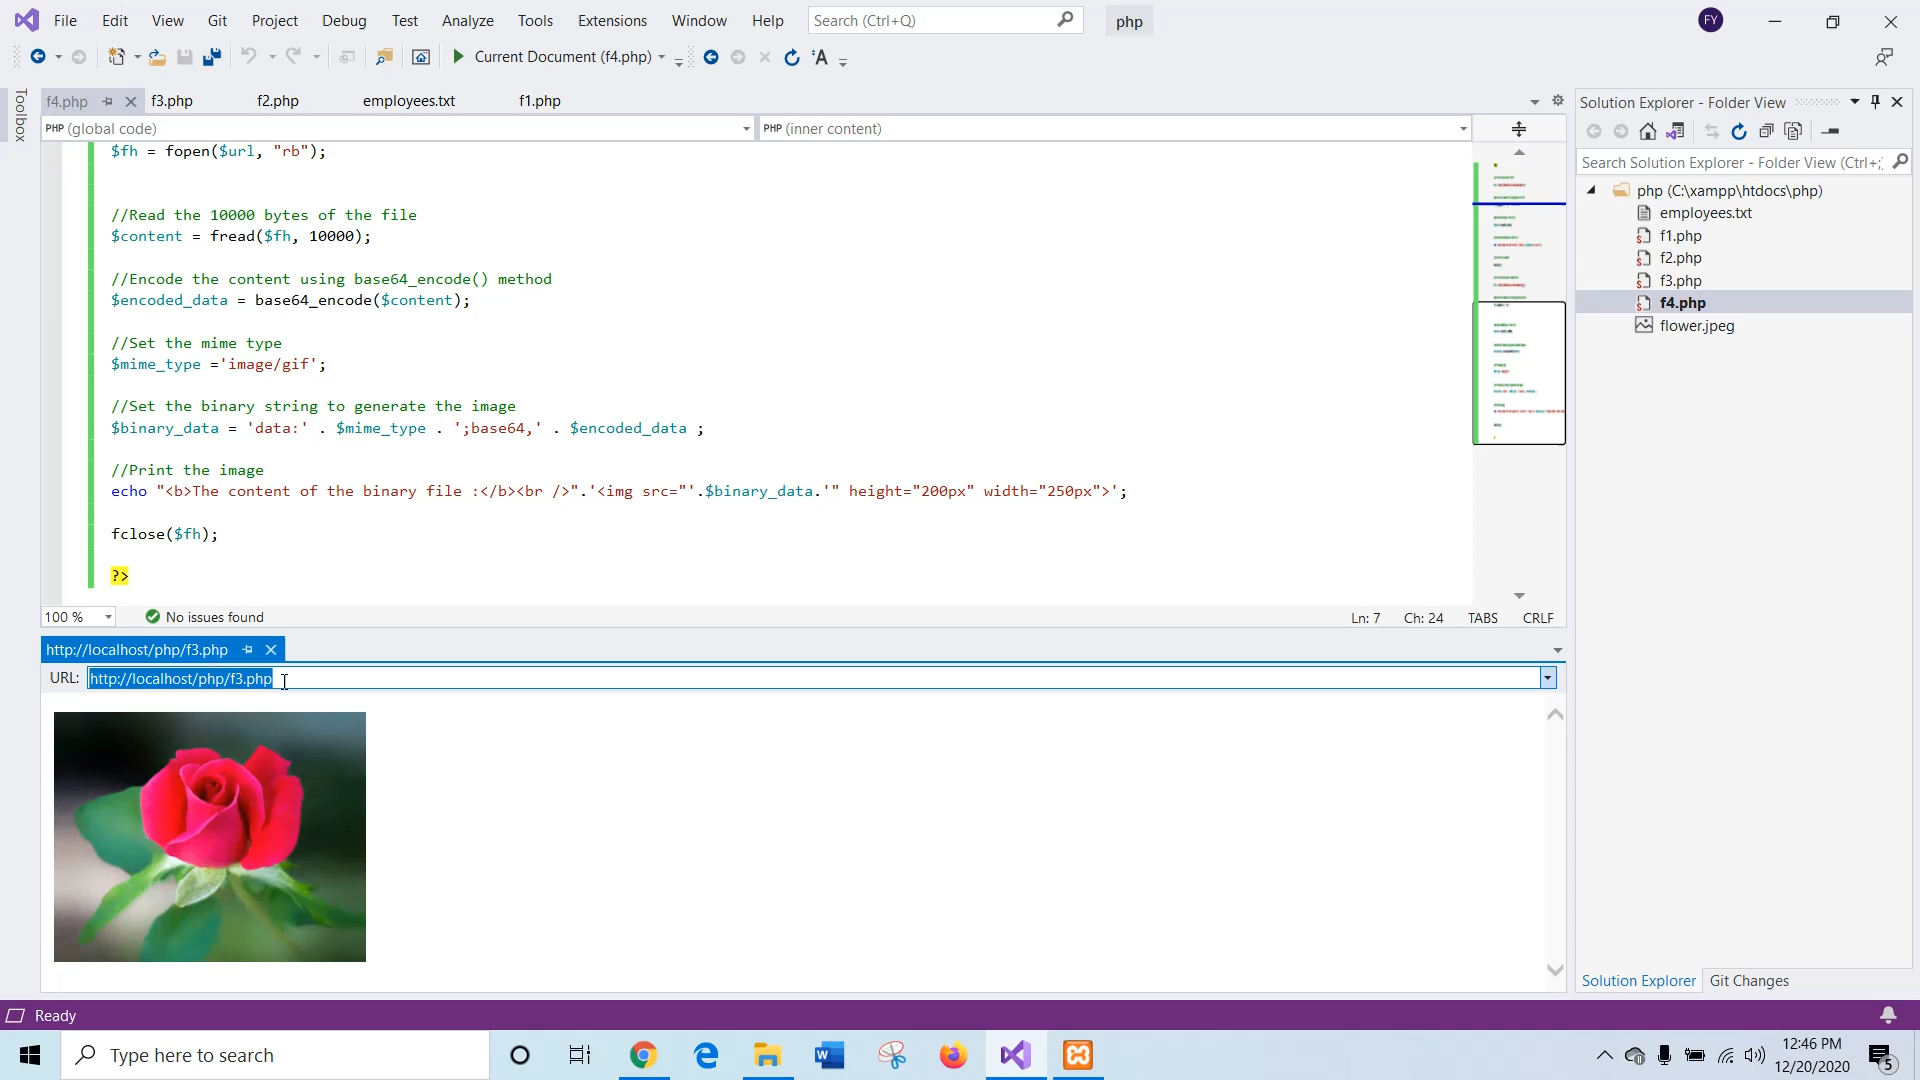 File Edit View Git Project Debug Test Analyze Tools Extensions Window Help Search (Ctrl+Q) php FY
Current Document (f4.php)
Toolbox
f4.php f3.php f2.php employees.txt f1.php
PHP (global code) PHP (inner content)
$fh = fopen($url, "rb");
//Read the 10000 bytes of the file
$content = fread($fh, 10000);
//Encode the content using base64_encode() method
$encoded_data = base64_encode($content);
//Set the mime type
$mime_type ='image/gif';
//Set the binary string to generate the image
$binary_data = 'data:' . $mime_type . ';base64,' . $encoded_data ;
//Print the image
echo "<b>The content of the binary file :</b><br />".'<img src="'.$binary_data.'" height="200px" width="250px">';
fclose($fh);
?>
100 % No issues found Ln: 7 Ch: 24 TABS CRLF
http://localhost/php/f3.php
URL: http://localhost/php/f3.php
Solution Explorer - Folder View
Search Solution Explorer - Folder View (Ctrl+;)
php (C:\xampp\htdocs\php)
employees.txt
f1.php
f2.php
f3.php
f4.php
flower.jpeg
Solution Explorer Git Changes
Ready
Type here to search
12:46 PM
12/20/2020
5